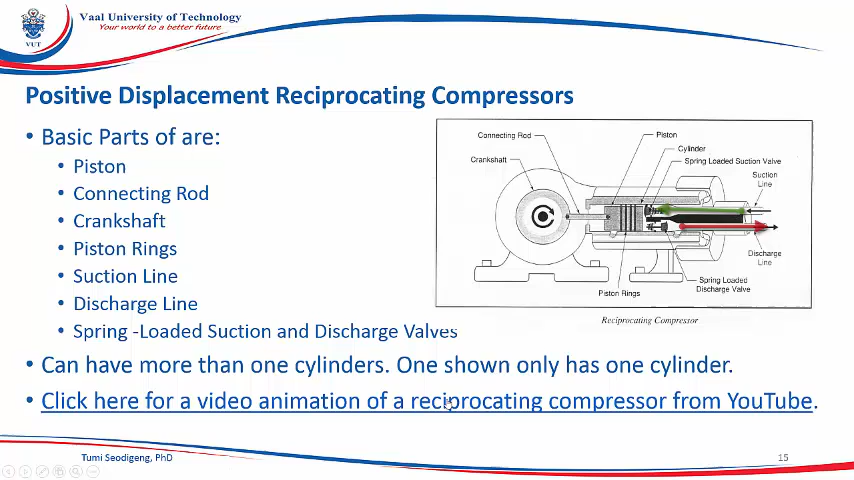 Vaal University of Technology
Your world to a better future
VUT
Positive Displacement Reciprocating Compressors
• Basic Parts of are:
• Piston
• Connecting Rod
• Crankshaft
• Piston Rings
• Suction Line
• Discharge Line
• Spring -Loaded Suction and Discharge Valves
Connecting Rod
Piston
Cylinder
Crankshaft
Spring Loaded Suction Valve
Suction
Line
Discharge
Line
Spring Loaded
Discharge Valve
Piston Rings
Reciprocating Compressor
• Can have more than one cylinders. One shown only has one cylinder.
• Click here for a video animation of a reciprocating compressor from YouTube.
Tumi Seodigeng, PhD
15